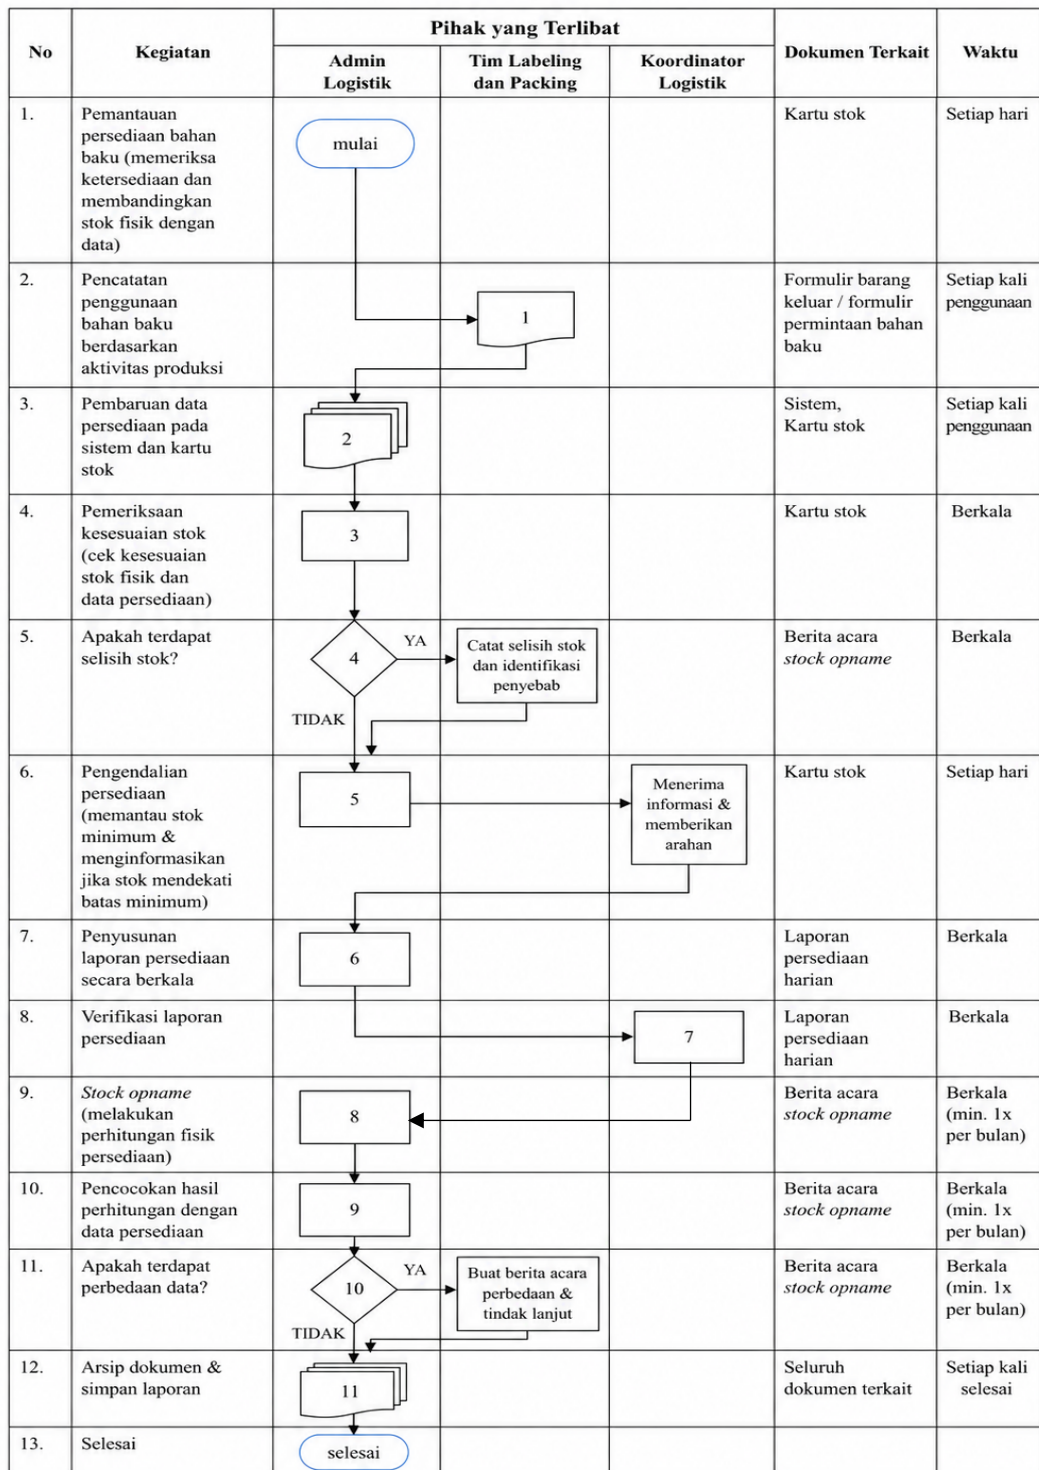 No
Kegiatan
Pihak yang Terlibat
Admin
Logistik
Tim Labeling
dan Packing
Koordinator
Logistik
Dokumen Terkait
Waktu
1.
Pemantauan
persediaan bahan
baku (memeriksa
ketersediaan dan
membandingkan
stok fisik dengan
data)
mulai
Kartu stok
Setiap hari
2.
Pencatatan
penggunaan
bahan baku
berdasarkan
aktivitas produksi
1
Formulir barang
keluar / formulir
permintaan bahan
baku
Setiap kali
penggunaan
3.
Pembaruan data
persediaan pada
sistem dan kartu
stok
2
Sistem,
Kartu stok
Setiap kali
penggunaan
4.
Pemeriksaan
kesesuaian stok
(cek kesesuaian
stok fisik dan
data persediaan)
3
Kartu stok
Berkala
5.
Apakah terdapat
selisih stok?
4
YA
TIDAK
Catat selisih stok
dan identifikasi
penyebab
Berita acara
stock opname
Berkala
6.
Pengendalian
persediaan
(memantau stok
minimum &
menginformasikan
jika stok mendekati
batas minimum)
5
Menerima
informasi &
memberikan
arahan
Kartu stok
Setiap hari
7.
Penyusunan
laporan persediaan
secara berkala
6
Laporan
persediaan
harian
Berkala
8.
Verifikasi laporan
persediaan
7
Laporan
persediaan
harian
Berkala
9.
Stock opname
(melakukan
perhitungan fisik
persediaan)
8
Berita acara
stock opname
Berkala
(min. 1x
per bulan)
10.
Pencocokan hasil
perhitungan dengan
data persediaan
9
Berita acara
stock opname
Berkala
(min. 1x
per bulan)
11.
Apakah terdapat
perbedaan data?
10
YA
TIDAK
Buat berita acara
perbedaan &
tindak lanjut
Berita acara
stock opname
Berkala
(min. 1x
per bulan)
12.
Arsip dokumen &
simpan laporan
11
Seluruh
dokumen terkait
Setiap kali
selesai
13.
Selesai
selesai